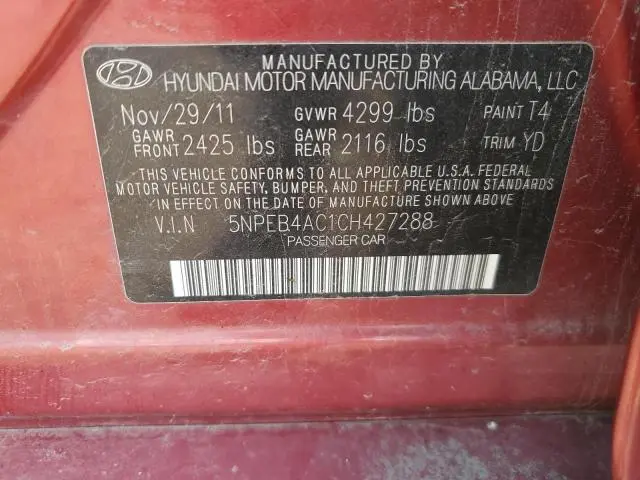 MANUFACTURED BY
HYUNDAI MOTOR MANUFACTURING ALABAMA, LLC
Nov/29/11 GVWR 4299 lbs PAINT T4
GAWR FRONT 2425 lbs GAWR REAR 2116 lbs TRIM YD
THIS VEHICLE CONFORMS TO ALL APPLICABLE U.S.A. FEDERAL
MOTOR VEHICLE SAFETY, BUMPER, AND THEFT PREVENTION STANDARDS
IN EFFECT ON THE DATE OF MANUFACTURE SHOWN ABOVE
V.I.N 5NPEB4AC1CH427288
PASSENGER CAR